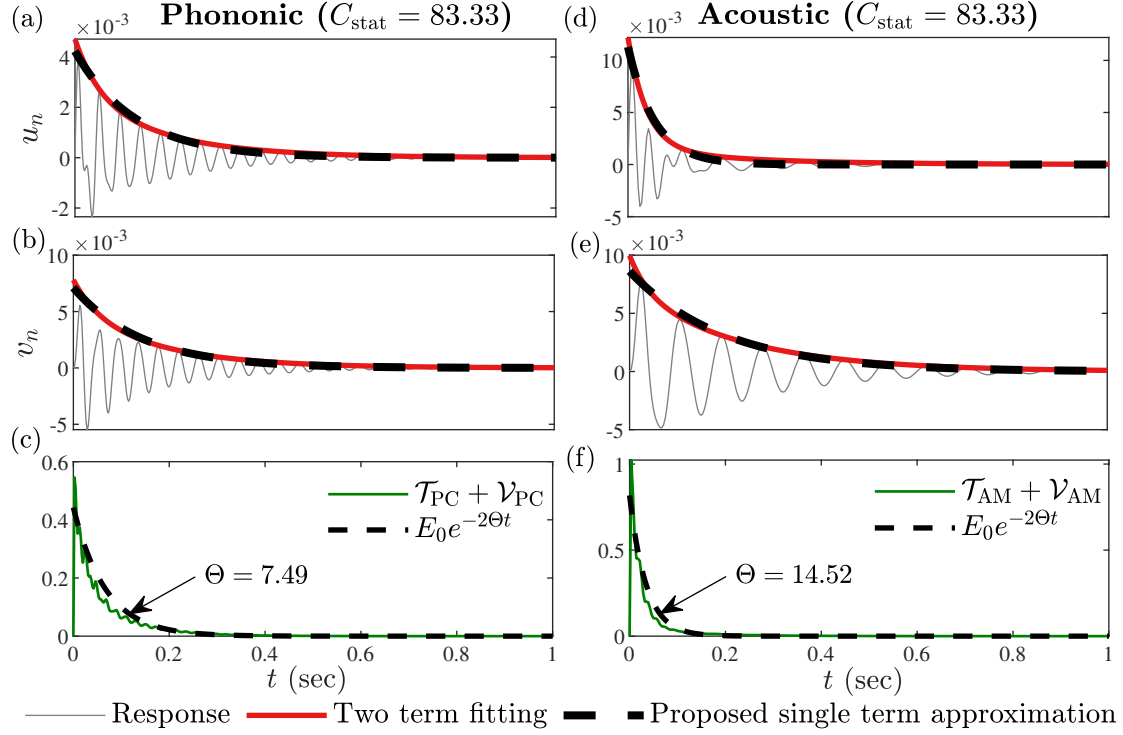 (a) Phononic (C_stat = 83.33)
×10^-3
4
2
0
-2
u_n
(b)
×10^-3
10
5
0
-5
v_n
(c)
0.6
0.4
0.2
0
𝒯_PC + 𝒱_PC
E_0e^{-2Θt}
Θ = 7.49
0 0.2 0.4 0.6 0.8 1
t (sec)
(d) Acoustic (C_stat = 83.33)
×10^-3
10
5
0
-5
(e)
×10^-3
10
5
0
-5
(f)
1
0.5
0
𝒯_AM + 𝒱_AM
E_0e^{-2Θt}
Θ = 14.52
0 0.2 0.4 0.6 0.8 1
t (sec)
Response Two term fitting Proposed single term approximation